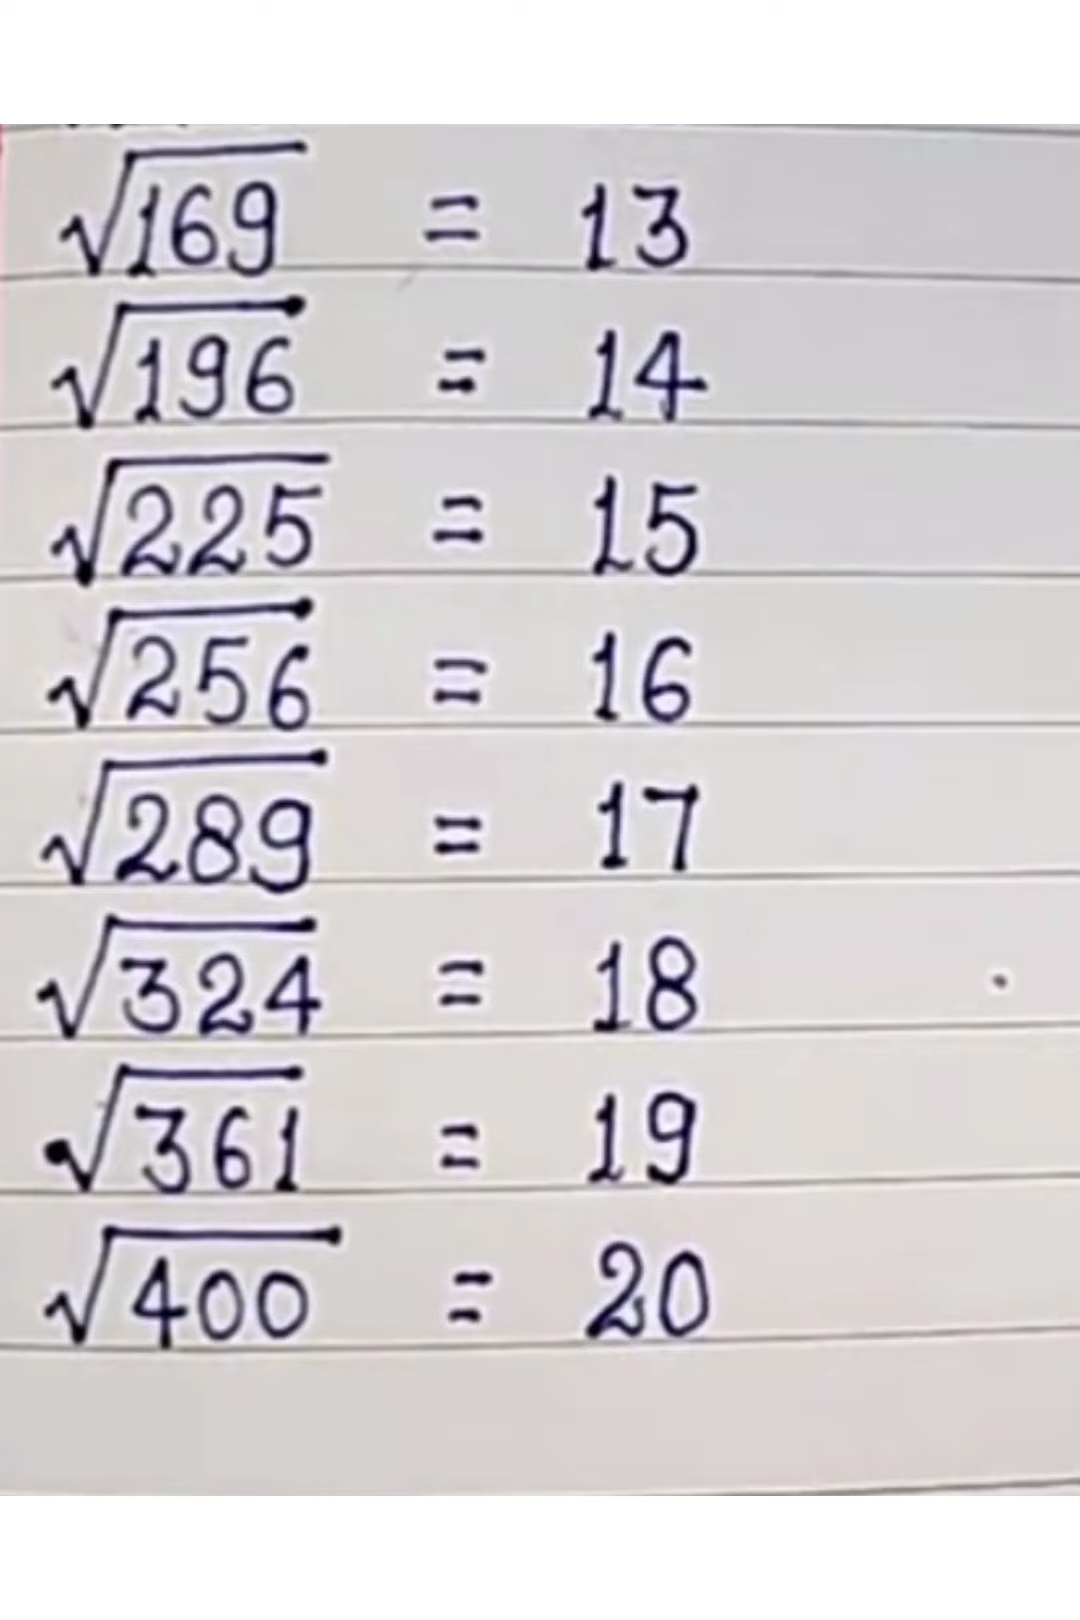 √169 = 13
√196 = 14
√225 = 15
√256 = 16
√289 = 17
√324 = 18
√361 = 19
√400 = 20